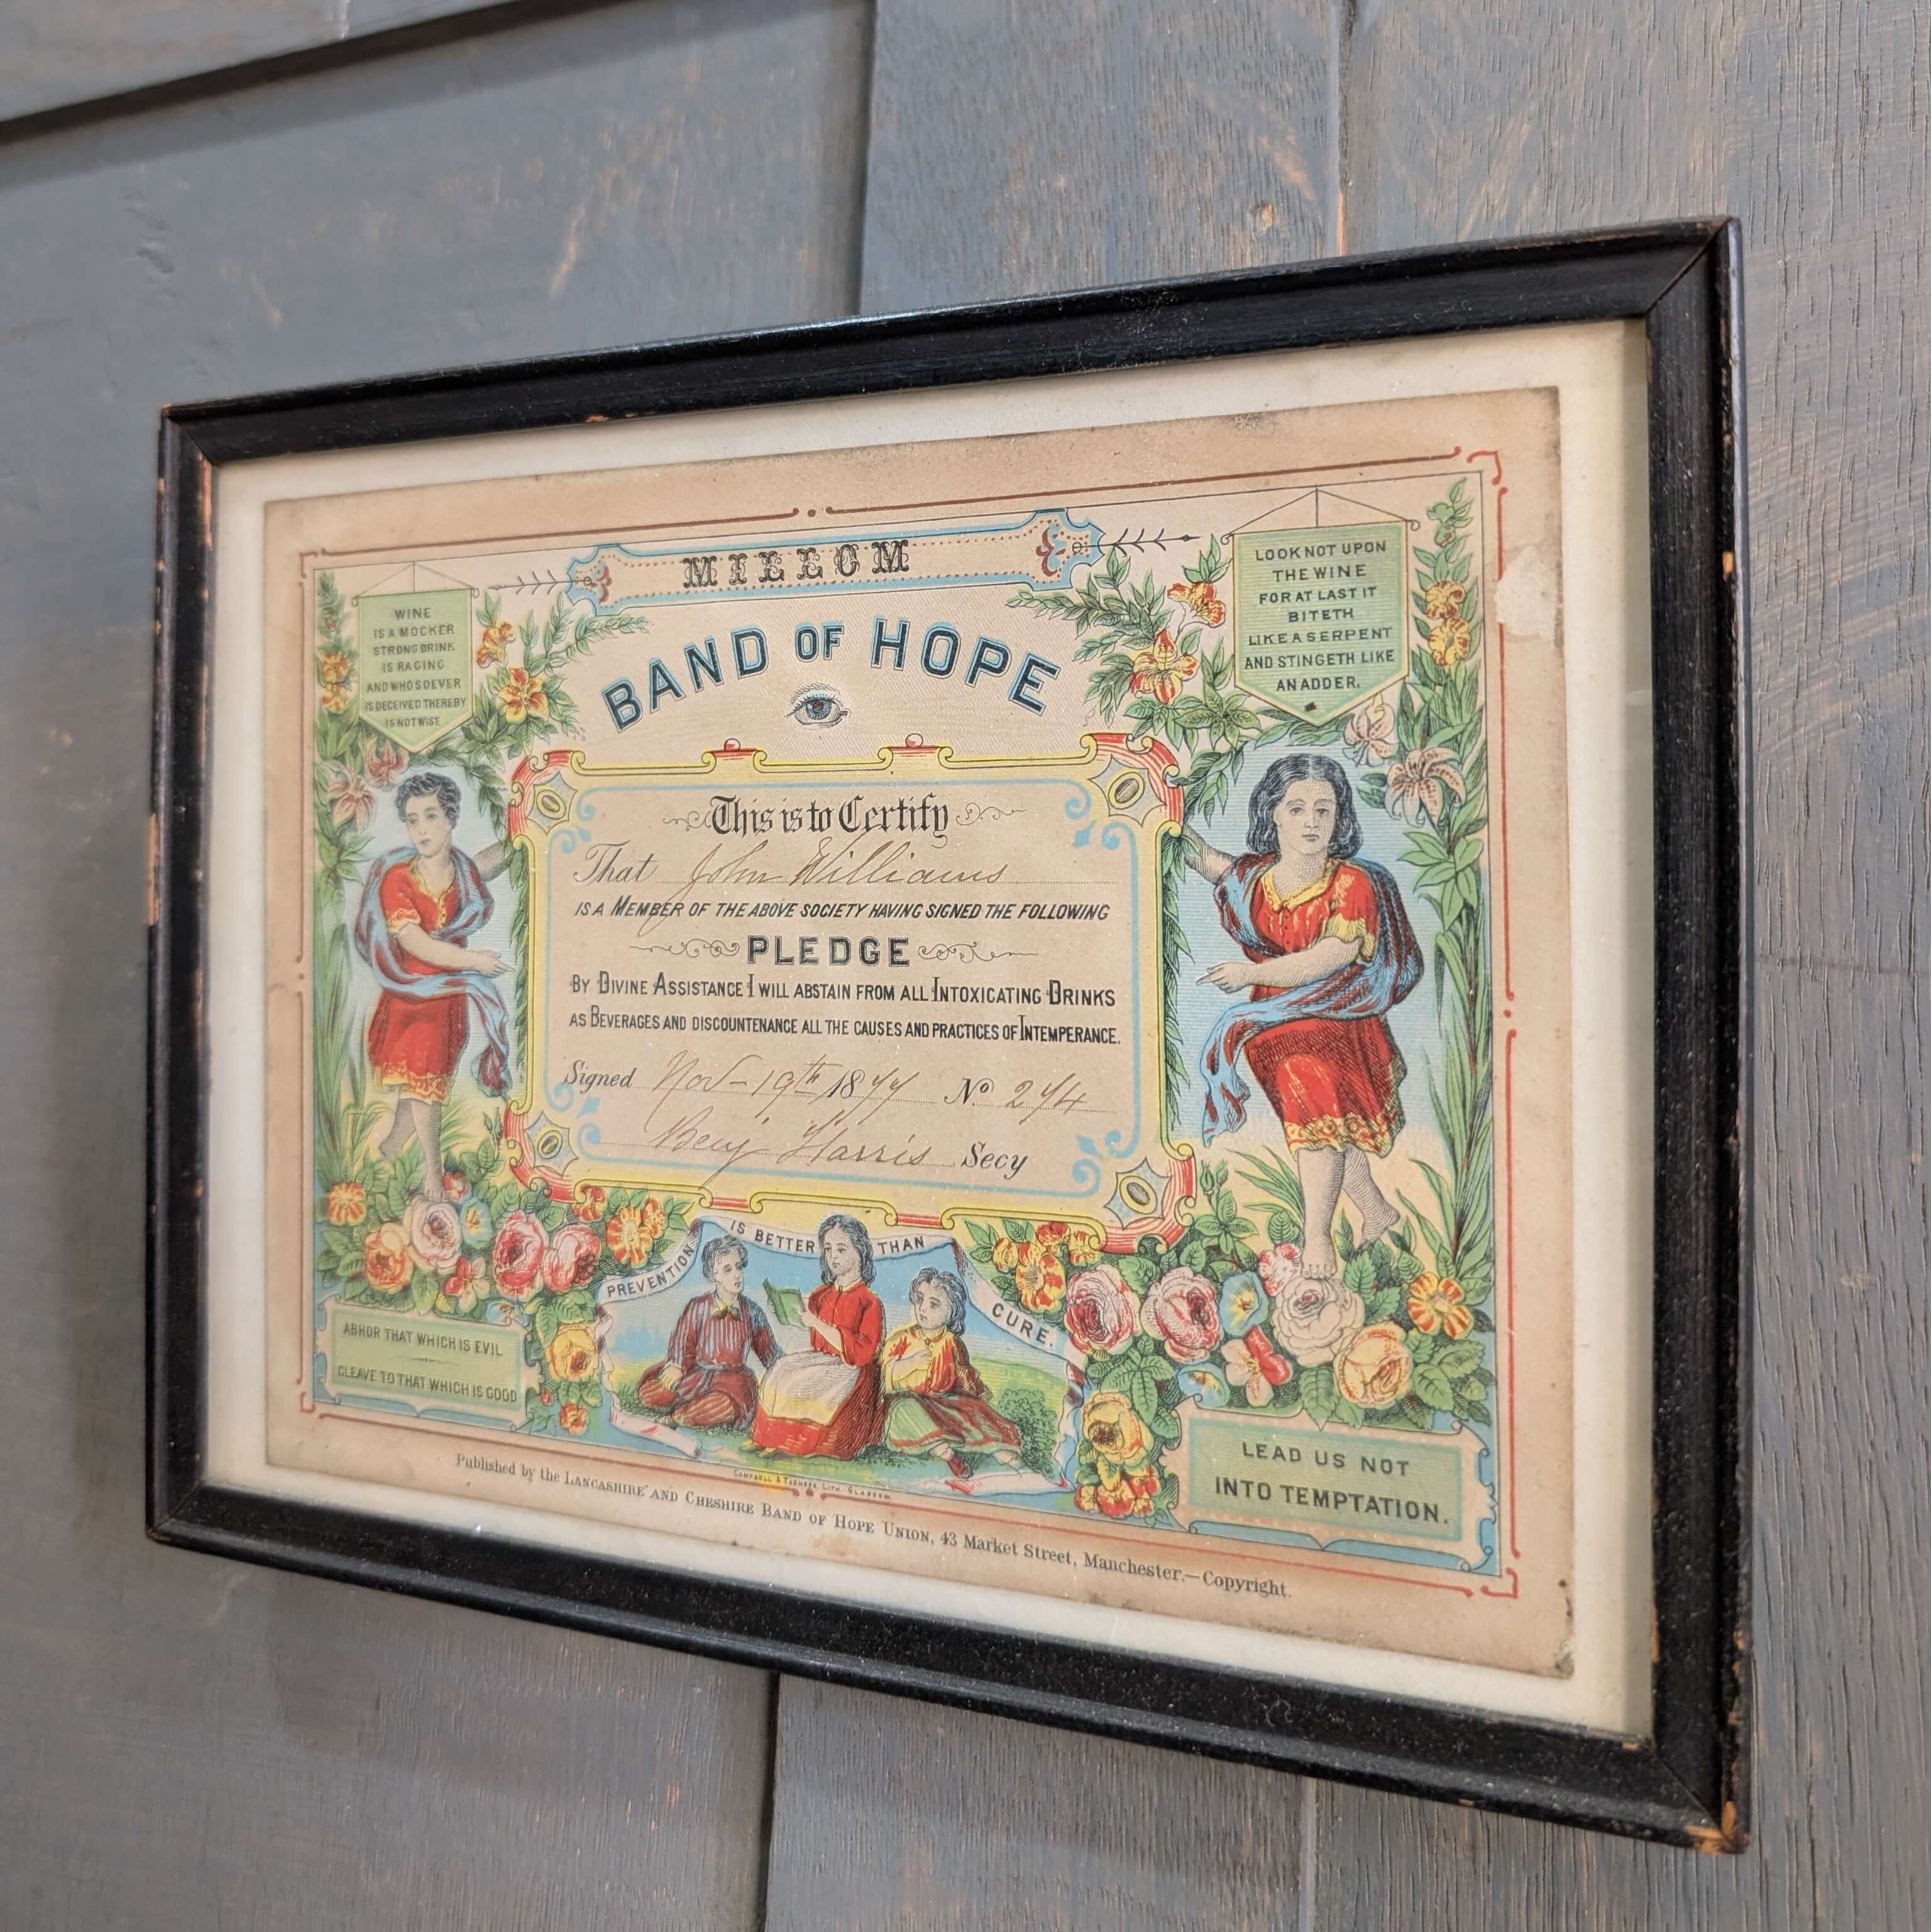 MILLOM
BAND OF HOPE
WINE
IS A MOCKER
STRONG DRINK
IS RAGING
AND WHOSOEVER
IS DECEIVED THEREBY
IS NOT WISE
LOOK NOT UPON
THE WINE
FOR AT LAST IT
BITETH
LIKE A SERPENT
AND STINGETH LIKE
AN ADDER.
This is to Certify
That John Williams
IS A MEMBER OF THE ABOVE SOCIETY HAVING SIGNED THE FOLLOWING
PLEDGE
BY DIVINE ASSISTANCE I WILL ABSTAIN FROM ALL INTOXICATING DRINKS
AS BEVERAGES AND DISCOUNTENANCE ALL THE CAUSES AND PRACTICES OF INTEMPERANCE.
Signed Nov - 19th 1877 No 274
Benj Harris Secy
PREVENTION IS BETTER THAN CURE.
ABHOR THAT WHICH IS EVIL
CLEAVE TO THAT WHICH IS GOOD
LEAD US NOT
INTO TEMPTATION.
CAMPBELL & LITH. GLASGOW.
Published by the LANCASHIRE AND CHESHIRE BAND OF HOPE UNION, 43 Market Street, Manchester.—Copyright.